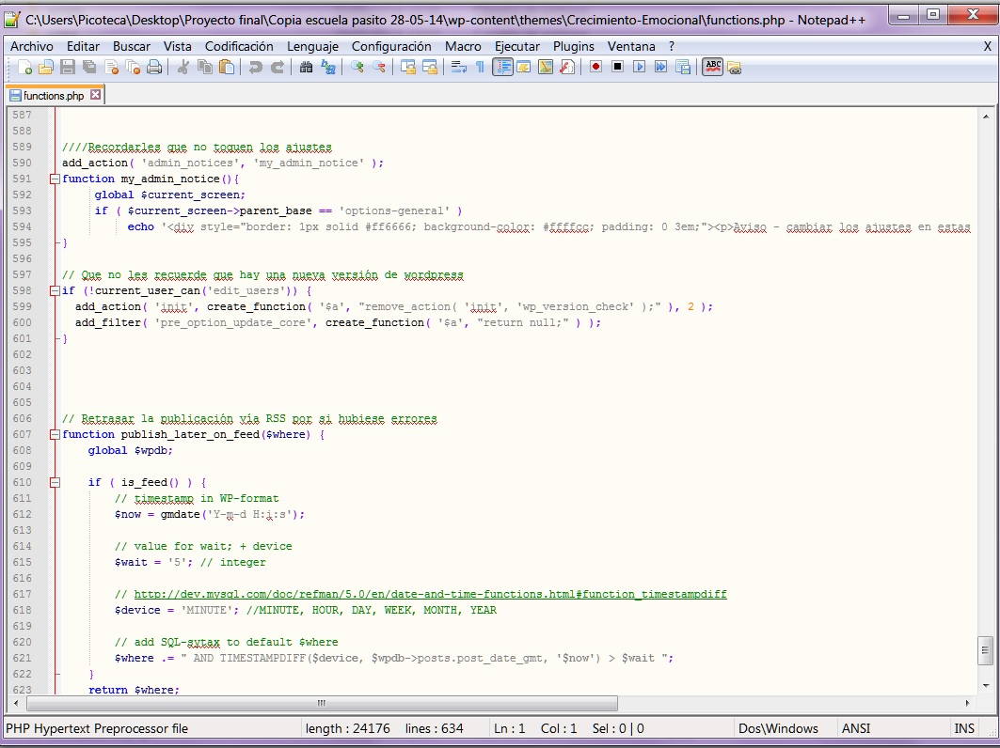 C:\Users\Picoteca\Desktop\Proyecto final\Copia escuela pasito 28-05-14\wp-content\themes\Crecimiento-Emocional\functions.php - Notepad++
Archivo Editar Buscar Vista Codificación Lenguaje Configuración Macro Ejecutar Plugins Ventana ? X
functions.php
587
588
589 ////Recordarles que no toquen los ajustes
590 add_action( 'admin_notices', 'my_admin_notice' );
591 function my_admin_notice(){
592 global $current_screen;
593 if ( $current_screen->parent_base == 'options-general' )
594 echo '<div style="border: 1px solid #ff6666; background-color: #ffffcc; padding: 0 3em;"><p>Aviso - cambiar los ajustes en estas
595 }
596
597 // Que no les recuerde que hay una nueva versión de wordpress
598 if (!current_user_can('edit_users')) {
599 add_action( 'init', create_function( '$a', "remove_action( 'init', 'wp_version_check' );" ), 2 );
600 add_filter( 'pre_option_update_core', create_function( '$a', "return null;" ) );
601 }
602
603
604
605
606 // Retrasar la publicación vía RSS por si hubiese errores
607 function publish_later_on_feed($where) {
608 global $wpdb;
609
610 if ( is_feed() ) {
611 // timestamp in WP-format
612 $now = gmdate('Y-m-d H:i:s');
613
614 // value for wait; + device
615 $wait = '5'; // integer
616
617 // http://dev.mysql.com/doc/refman/5.0/en/date-and-time-functions.html#function_timestampdiff
618 $device = 'MINUTE'; //MINUTE, HOUR, DAY, WEEK, MONTH, YEAR
619
620 // add SQL-sytax to default $where
621 $where .= " AND TIMESTAMPDIFF($device, $wpdb->posts.post_date_gmt, '$now') > $wait ";
622 }
623 return $where;
PHP Hypertext Preprocessor file length : 24176 lines : 634 Ln : 1 Col : 1 Sel : 0 | 0 Dos\Windows ANSI INS